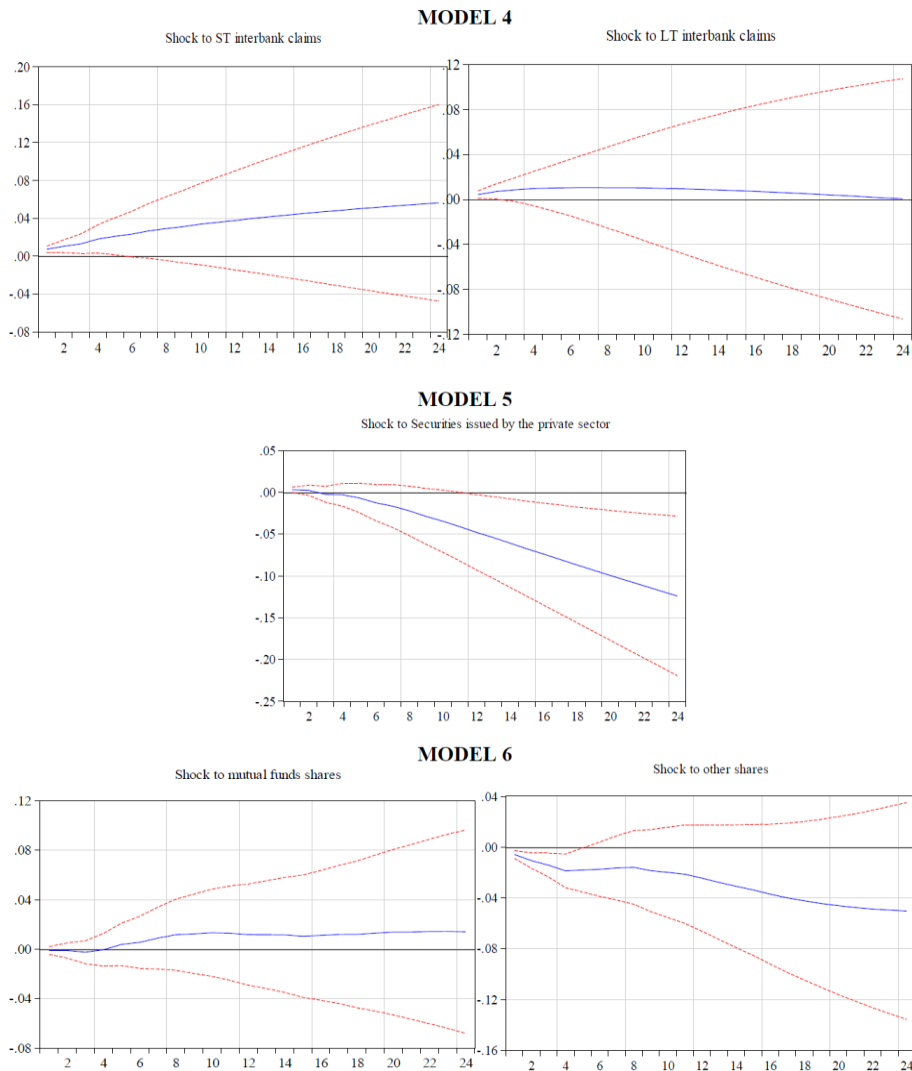 MODEL 4
Shock to ST interbank claims
Shock to LT interbank claims
.20
.16
.12
.08
.04
.00
-.04
-.08
2 4 6 8 10 12 14 16 18 20 22 24
.12
.08
.04
.00
-.04
-.08
-.12
2 4 6 8 10 12 14 16 18 20 22 24
MODEL 5
Shock to Securities issued by the private sector
.05
.00
-.05
-.10
-.15
-.20
-.25
2 4 6 8 10 12 14 16 18 20 22 24
MODEL 6
Shock to mutual funds shares
Shock to other shares
.12
.08
.04
.00
-.04
-.08
2 4 6 8 10 12 14 16 18 20 22 24
.04
.00
-.04
-.08
-.12
-.16
2 4 6 8 10 12 14 16 18 20 22 24